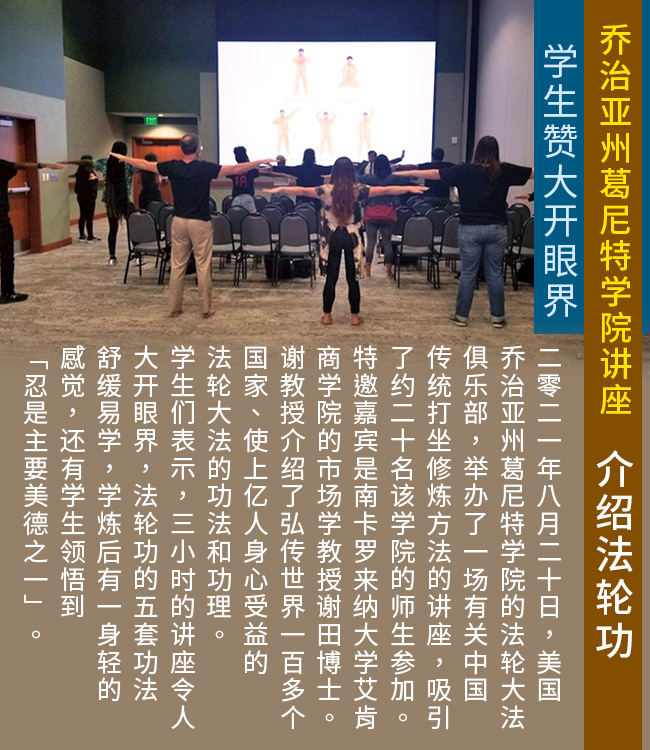 乔治亚州葛尼特学院讲座 介绍法轮功
学生赞大开眼界
二零二一年八月二十日，美国
乔治亚州葛尼特学院的法轮大法
俱乐部，举办了一场有关中国
传统打坐修炼方法的讲座，吸引
了约二十名该学院的师生参加。
特邀嘉宾是南卡罗来纳大学艾肯
商学院的市场学教授谢田博士。
谢教授介绍了弘传世界一百多个
国家、使上亿人身心受益的
法轮大法的功法和功理。
学生们表示，三小时的讲座令人
大开眼界，法轮功的五套功法
舒缓易学，学炼后有一身轻的
感觉，还有学生领悟到
「忍是主要美德之一」。
EXIT
18